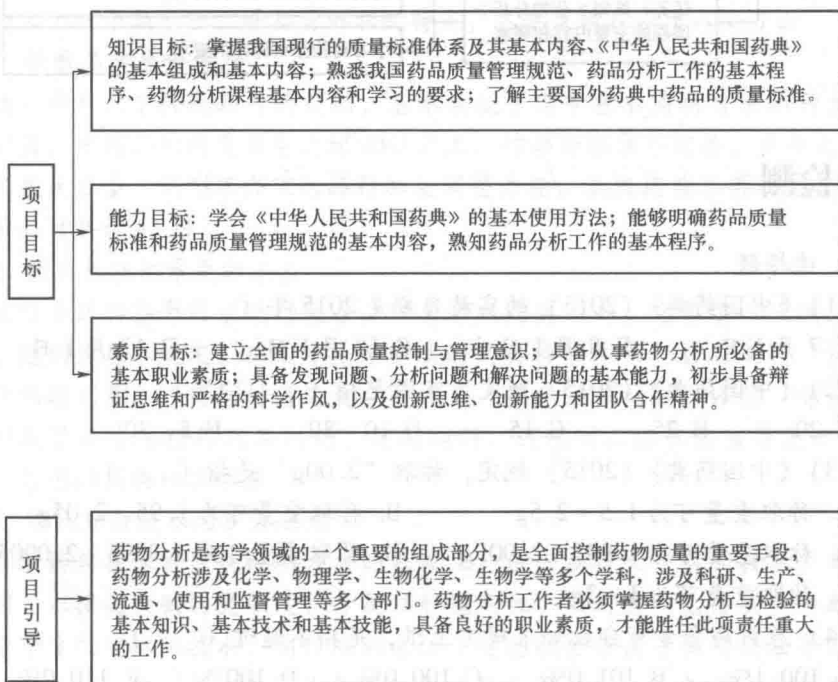 知识目标：掌握我国现行的质量标准体系及其基本内容、《中华人民共和国药典》
的基本组成和基本内容；熟悉我国药品质量管理规范、药品分析工作的基本程
序、药物分析课程基本内容和学习的要求；了解主要国外药典中药品的质量标准。
项目目标
能力目标：学会《中华人民共和国药典》的基本使用方法；能够明确药品质量
标准和药品质量管理规范的基本内容，熟知药品分析工作的基本程序。
素质目标：建立全面的药品质量控制与管理意识；具备从事药物分析所必备的
基本职业素质；具备发现问题、分析问题和解决问题的基本能力，初步具备辩
证思维和严格的科学作风，以及创新思维、创新能力和团队合作精神。
项目引导
药物分析是药学领域的一个重要的组成部分，是全面控制药物质量的重要手段，
药物分析涉及化学、物理学、生物化学、生物学等多个学科，涉及科研、生产、
流通、使用和监督管理等多个部门。药物分析工作者必须掌握药物分析与检验的
基本知识、基本技术和基本技能，具备良好的职业素质，才能胜任此项责任重大
的工作。